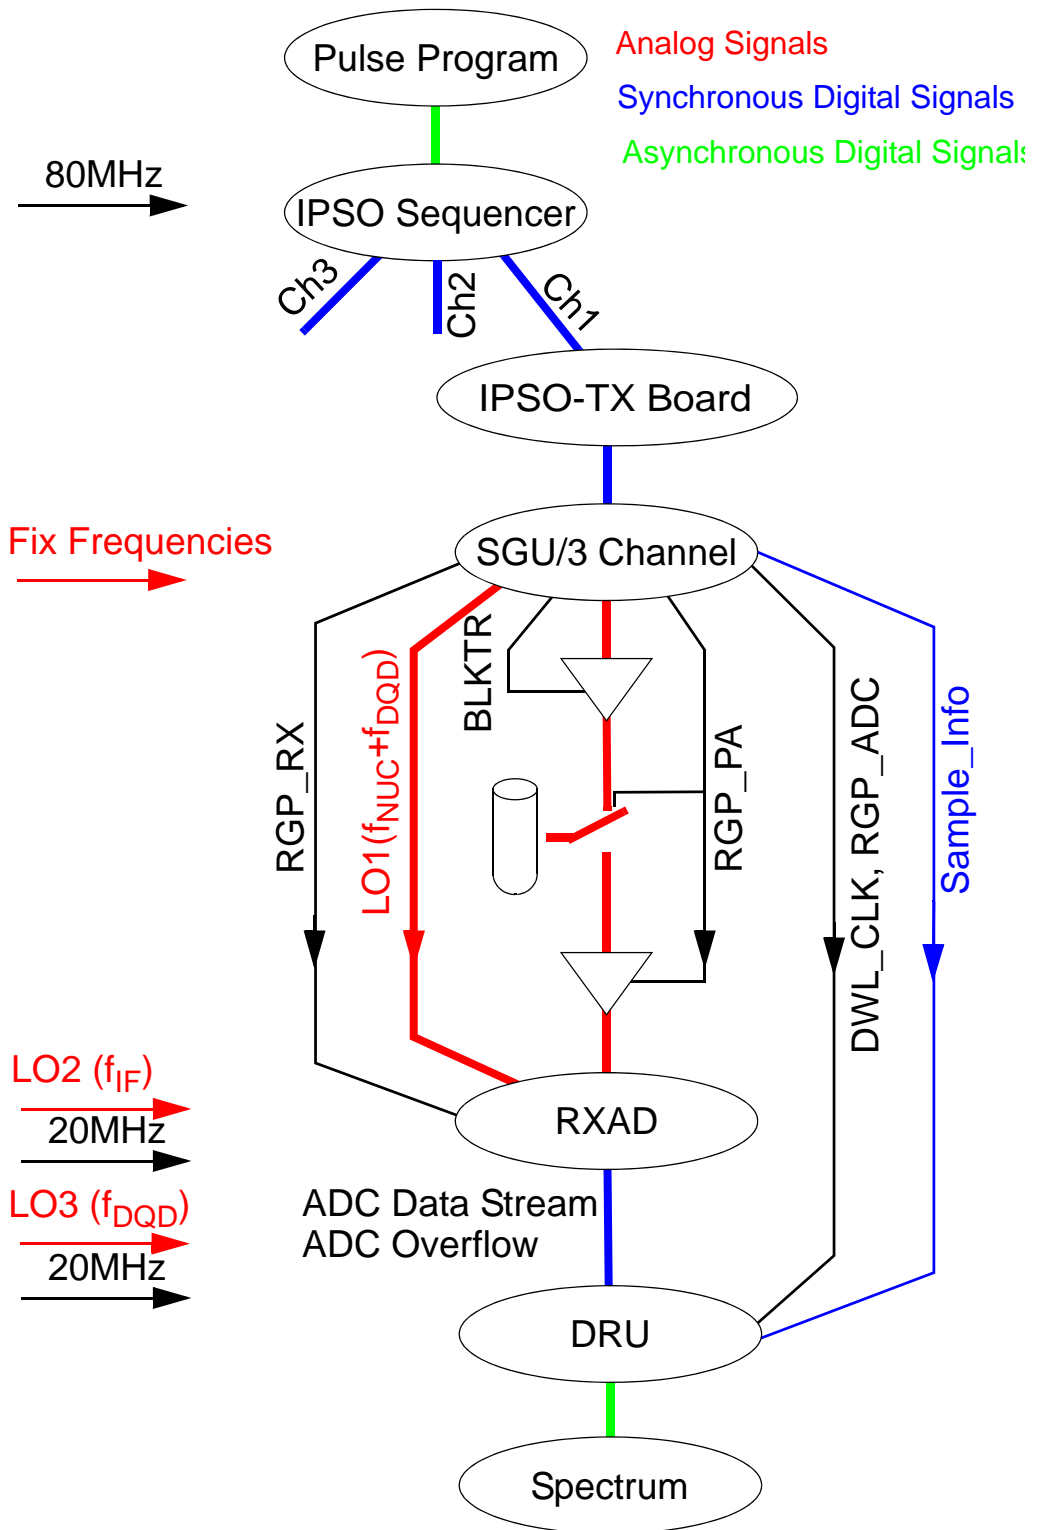 Pulse Program
Analog Signals
Synchronous Digital Signals
Asynchronous Digital Signals
80MHz
IPSO Sequencer
Ch3
Ch2
Ch1
IPSO-TX Board
Fix Frequencies
SGU/3 Channel
RGP_RX
LO1(fNUC+fDQD)
BLKTR
RGP_PA
DWL_CLK, RGP_ADC
Sample_Info
LO2 (fIF)
20MHz
RXAD
LO3 (fDQD)
20MHz
ADC Data Stream
ADC Overflow
DRU
Spectrum